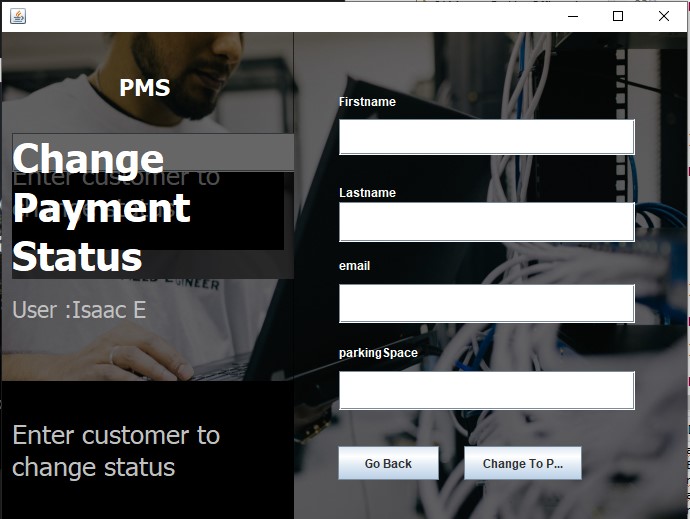 PMS
Change
Payment
Status
Enter customer to
User :Isaac E
Enter customer to
change status
Firstname
Lastname
email
parkingSpace
Go Back
Change To P...